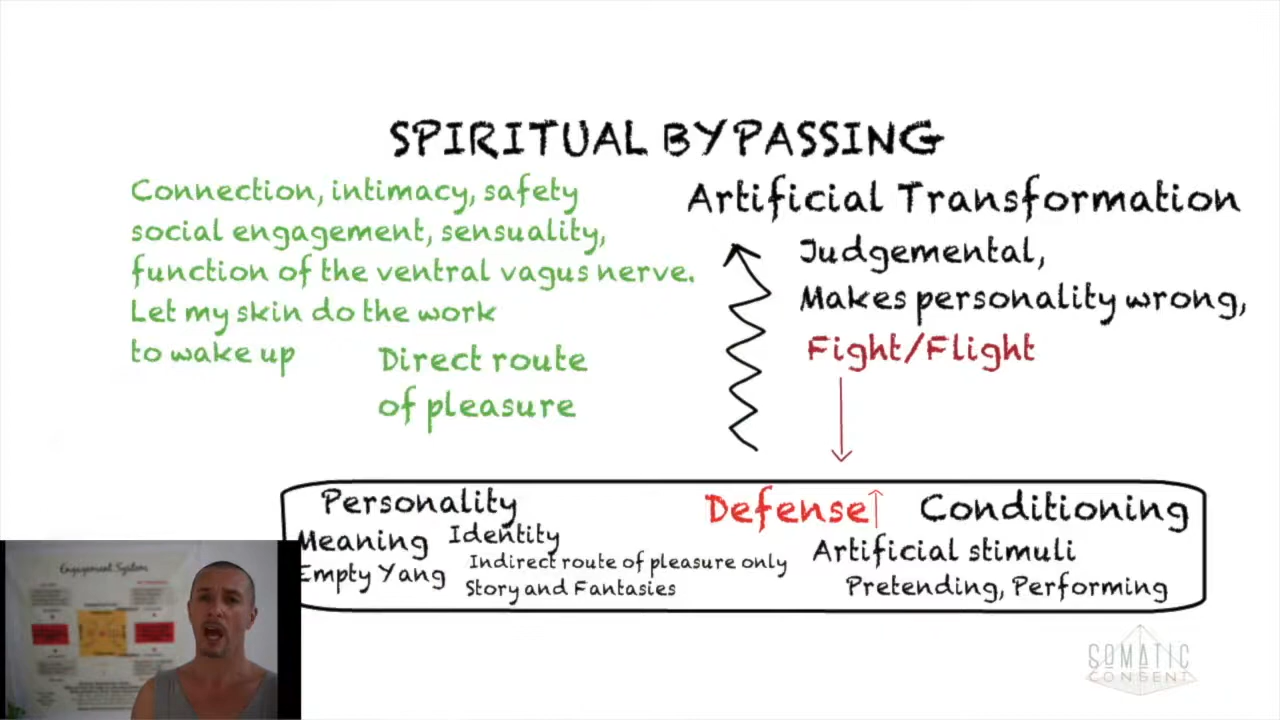 SPIRITUAL BYPASSING
Connection, intimacy, safety
social engagement, sensuality,
function of the ventral vagus nerve.
Let my skin do the work
to wake up
Direct route
of pleasure
Artificial Transformation
Judgemental,
Makes personality wrong,
Fight/Flight
Personality
Meaning
Identity
Empty Yang
Indirect route of pleasure only
Story and Fantasies
Defense
Conditioning
Artificial stimuli
Pretending, Performing
Engagement System
SOMATIC
CONSENT